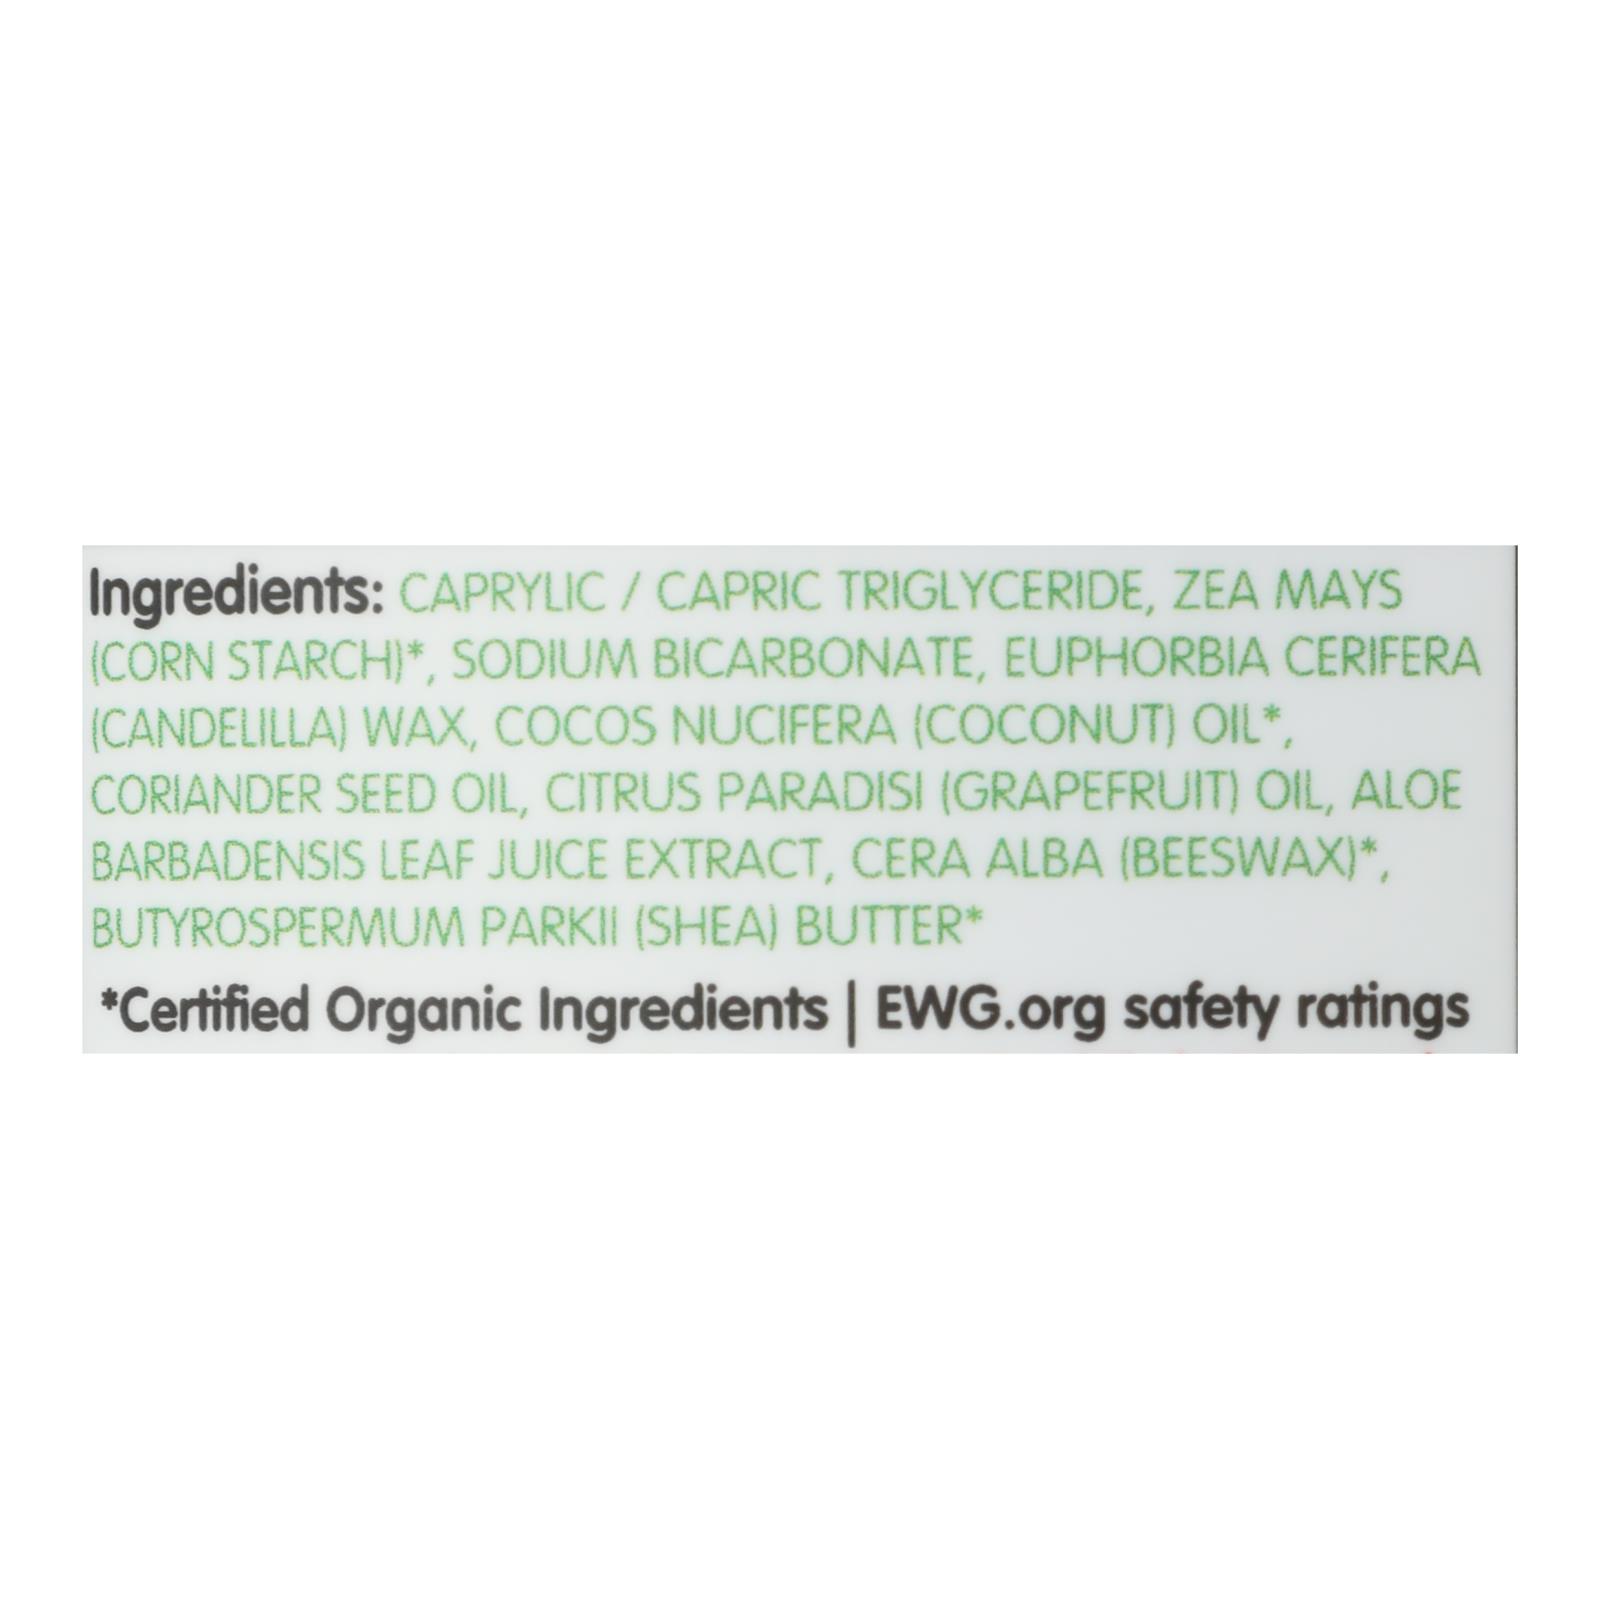 Ingredients: CAPRYLIC / CAPRIC TRIGLYCERIDE, ZEA MAYS
(CORN STARCH)*, SODIUM BICARBONATE, EUPHORBIA CERIFERA
(CANDELILLA) WAX, COCOS NUCIFERA (COCONUT) OIL*,
CORIANDER SEED OIL, CITRUS PARADISI (GRAPEFRUIT) OIL, ALOE
BARBADENSIS LEAF JUICE EXTRACT, CERA ALBA (BEESWAX)*,
BUTYROSPERMUM PARKII (SHEA) BUTTER*
*Certified Organic Ingredients | EWG.org safety ratings